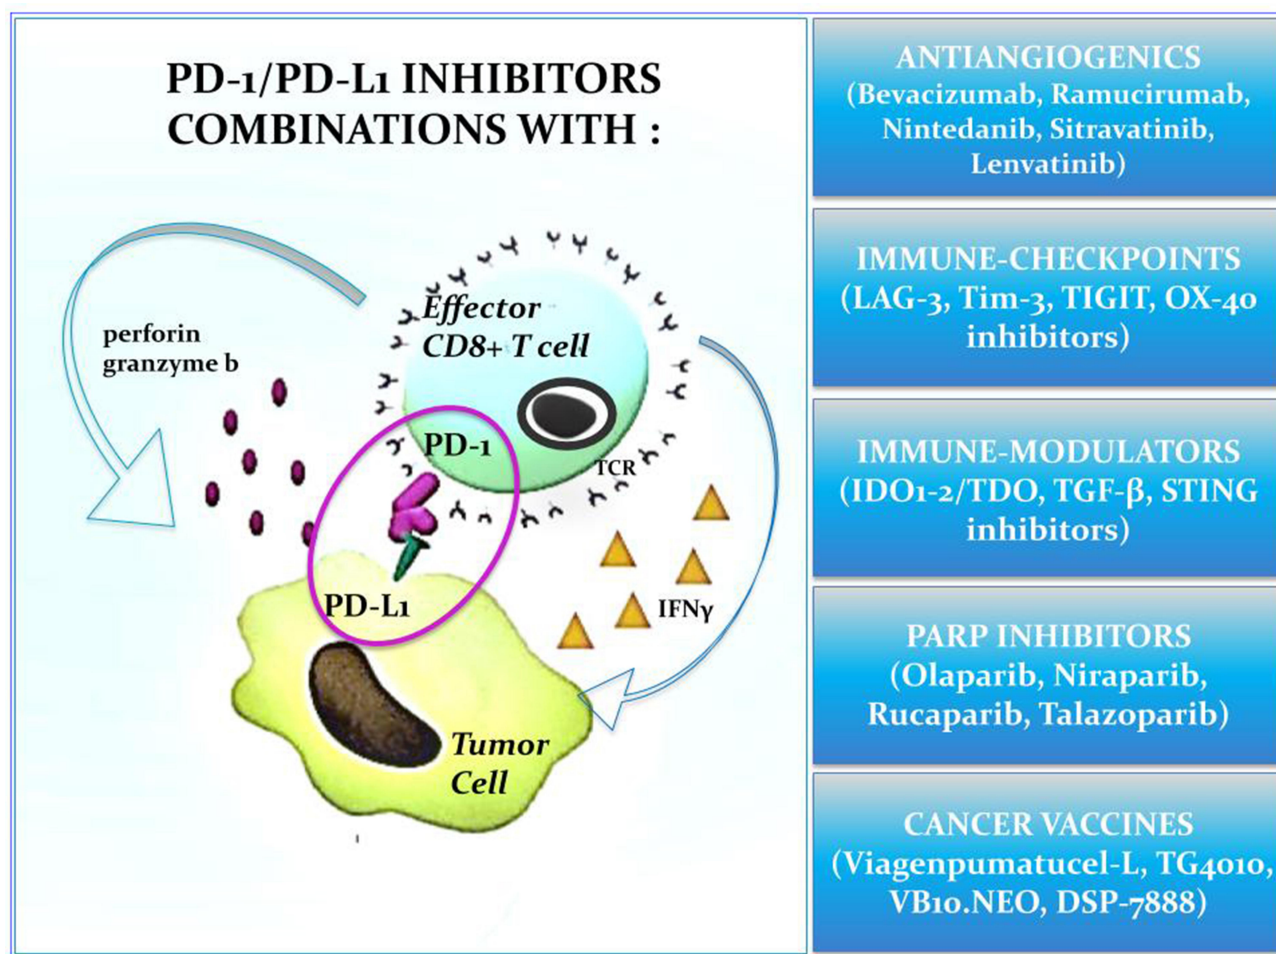 PD-1/PD-L1 INHIBITORS
COMBINATIONS WITH :
perforin
granzyme b
Effector
CD8+ T cell
PD-1
TCR
PD-L1
IFNγ
Tumor
Cell
ANTIANGIOGENICS
(Bevacizumab, Ramucirumab,
Nintedanib, Sitravatinib,
Lenvatinib)
IMMUNE-CHECKPOINTS
(LAG-3, Tim-3, TIGIT, OX-40
inhibitors)
IMMUNE-MODULATORS
(IDO1-2/TDO, TGF-β, STING
inhibitors)
PARP INHIBITORS
(Olaparib, Niraparib,
Rucaparib, Talazoparib)
CANCER VACCINES
(Viagenpumatucel-L, TG4010,
VB10.NEO, DSP-7888)